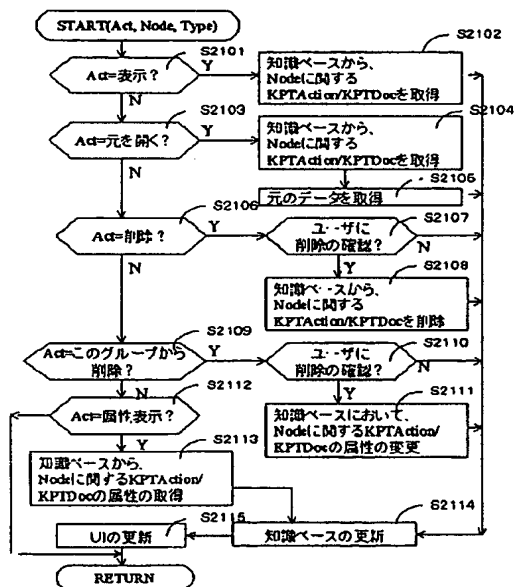 START(Act, Node, Type)
S2101
Act=表示?
Y
N
S2102
知識ベースから、
Nodeに関する
KPTAction/KPTDocを取得
S2103
Act=元を開く?
Y
N
S2104
知識ベースから、
Nodeに関する
KPTAction/KPTDocを取得
S2105
元のデータを取得
S2106
Act=削除?
Y
N
S2107
ユーザに
削除の確認?
N
Y
S2108
知識ベースから、
Nodeに関する
KPTAction/KPTDocを削除
S2109
Act=このグループから
削除?
Y
N
S2110
ユーザに
削除の確認?
N
Y
S2111
知識ベースにおいて、
Nodeに関するKPTAction/
KPTDocの属性の変更
S2112
Act=属性表示?
Y
S2113
知識ベースから、
Nodeに関するKPTAction/
KPTDocの属性の取得
S2114
知識ベースの更新
S2115
UIの更新
RETURN